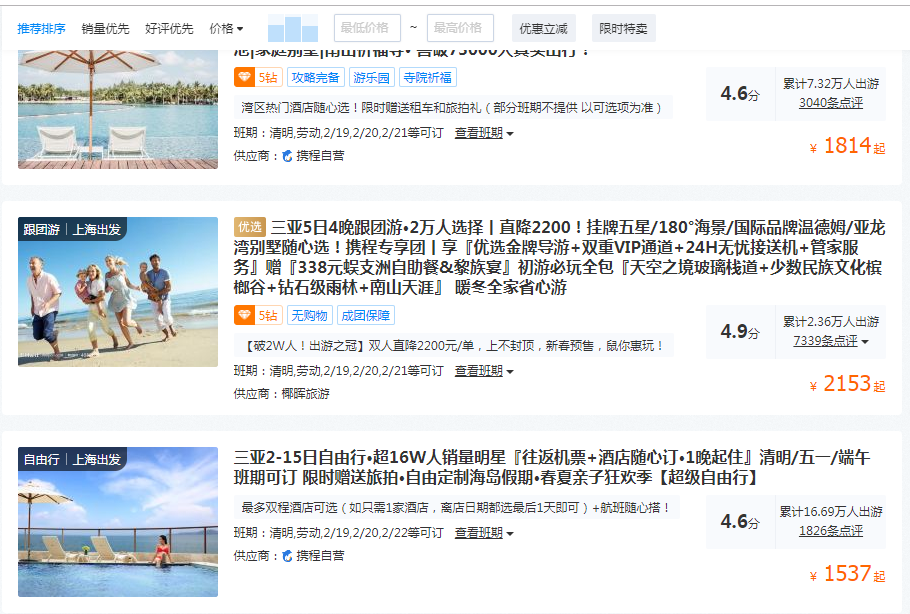 推荐排序 销量优先 好评优先 价格 最低价格 ~ 最高价格 优惠立减 限时特卖
5钻 攻略完备 游乐园 寺院祈福
湾区热门酒店随心选！限时赠送租车和旅拍礼（部分班期不提供 以可选项为准）
班期：清明,劳动,2/19,2/20,2/21等可订 查看班期
供应商： 携程自营
4.6分
累计7.32万人出游
3040条点评
¥ 1814起
跟团游 | 上海出发
优选 三亚5日4晚跟团游•2万人选择丨直降2200！挂牌五星/180°海景/国际品牌温德姆/亚龙
湾别墅随心选！携程专享团丨享『优选金牌导游+双重VIP通道+24H无忧接送机+管家服
务』赠『338元蜈支洲自助餐&黎族宴』初游必玩全包『天空之境玻璃栈道+少数民族文化槟
榔谷+钻石级雨林+南山天涯』 暖冬全家省心游
5钻 无购物 成团保障
【破2W人！出游之冠】双人直降2200元/单，上不封顶，新春预售，鼠你惠玩！
班期：清明,劳动,2/19,2/20,2/21等可订 查看班期
供应商：椰晖旅游
4.9分
累计2.36万人出游
7339条点评
¥ 2153起
自由行 | 上海出发
三亚2-15日自由行•超16W人销量明星『往返机票+酒店随心订•1晚起住』清明/五一/端午
班期可订 限时赠送旅拍•自由定制海岛假期•春夏亲子狂欢季【超级自由行】
最多双程酒店可选（如只需1家酒店，离店日期都选最后1天即可）+航班随心搭！
班期：清明,劳动,2/19,2/20,2/22等可订 查看班期
供应商： 携程自营
4.6分
累计16.69万人出游
1826条点评
¥ 1537起